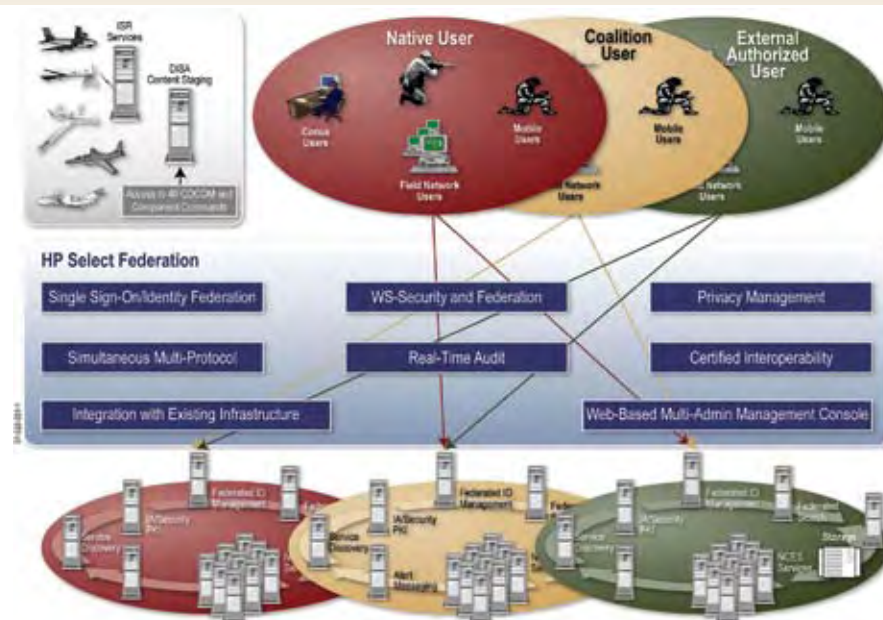 ISR
Services
DISA
Content Staging
Access to all COCOM and
Component Commands
Native User
Conus
Users
Mobile
Users
Field Network
Users
Coalition
User
Mobile
Users
Network
Users
External
Authorized
User
Mobile
Users
Network
Users
HP Select Federation
Single Sign-On/Identity Federation
WS-Security and Federation
Privacy Management
Simultaneous Multi-Protocol
Real-Time Audit
Certified Interoperability
Integration with Existing Infrastructure
Web-Based Multi-Admin Management Console
Federated ID
Management
IA/Security
PKI
Service
Discovery
Federated ID
Management
IA/Security
PKI
Service
Discovery
Alert
Messaging
Federated ID
Management
Federated
IA/Security
PKI
Service
Discovery
Storage
NCES
Services